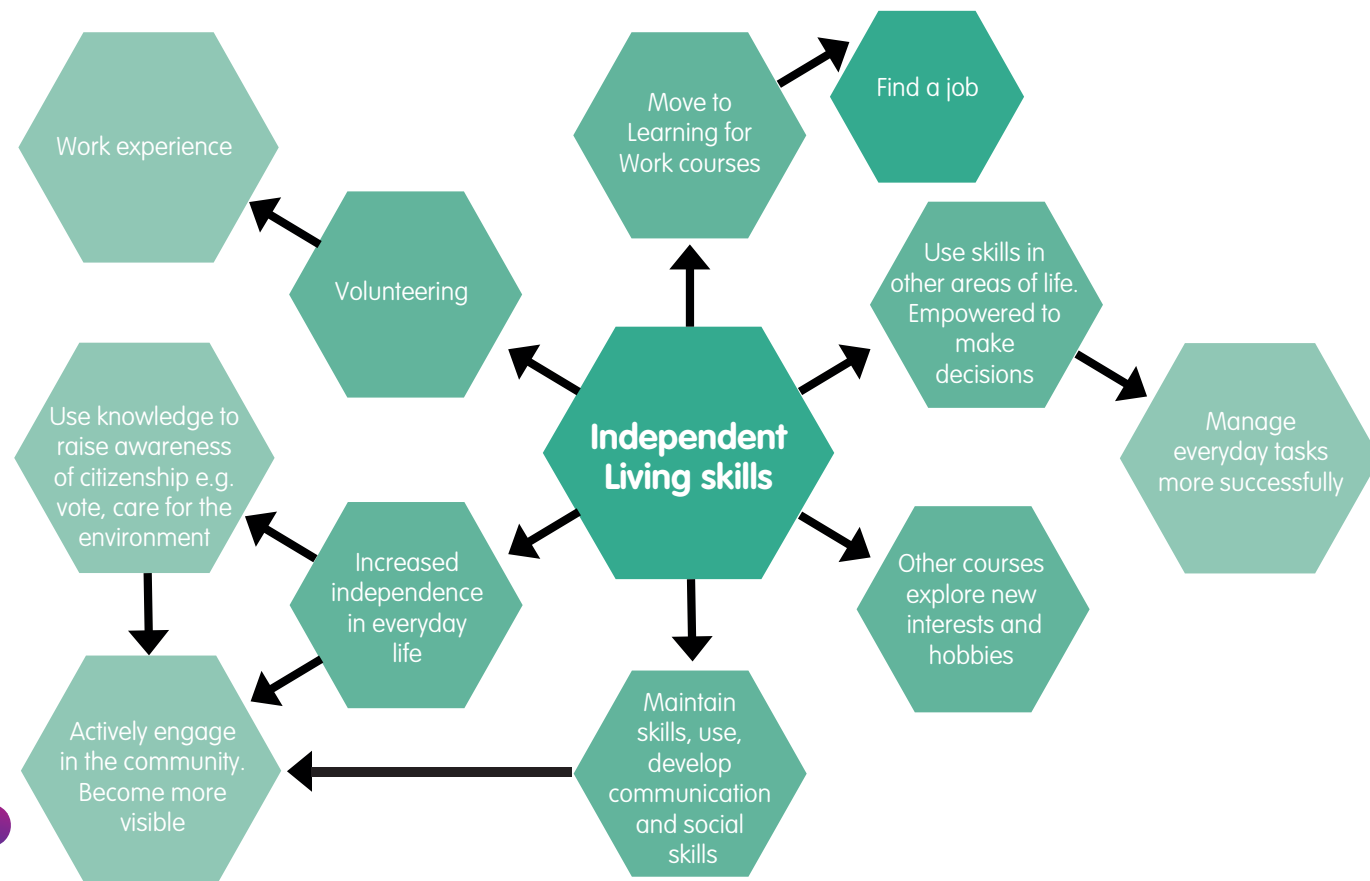 Work experience
Volunteering
Move to
Learning for
Work courses
Find a job
Use skills in
other areas of life.
Empowered to
make
decisions
Manage
everyday tasks
more successfully
Independent
Living skills
Use knowledge to
raise awareness
of citizenship e.g.
vote, care for the
environment
Increased
independence
in everyday
life
Other courses
explore new
interests and
hobbies
Actively engage
in the community.
Become more
visible
Maintain
skills, use,
develop
communication
and social
skills